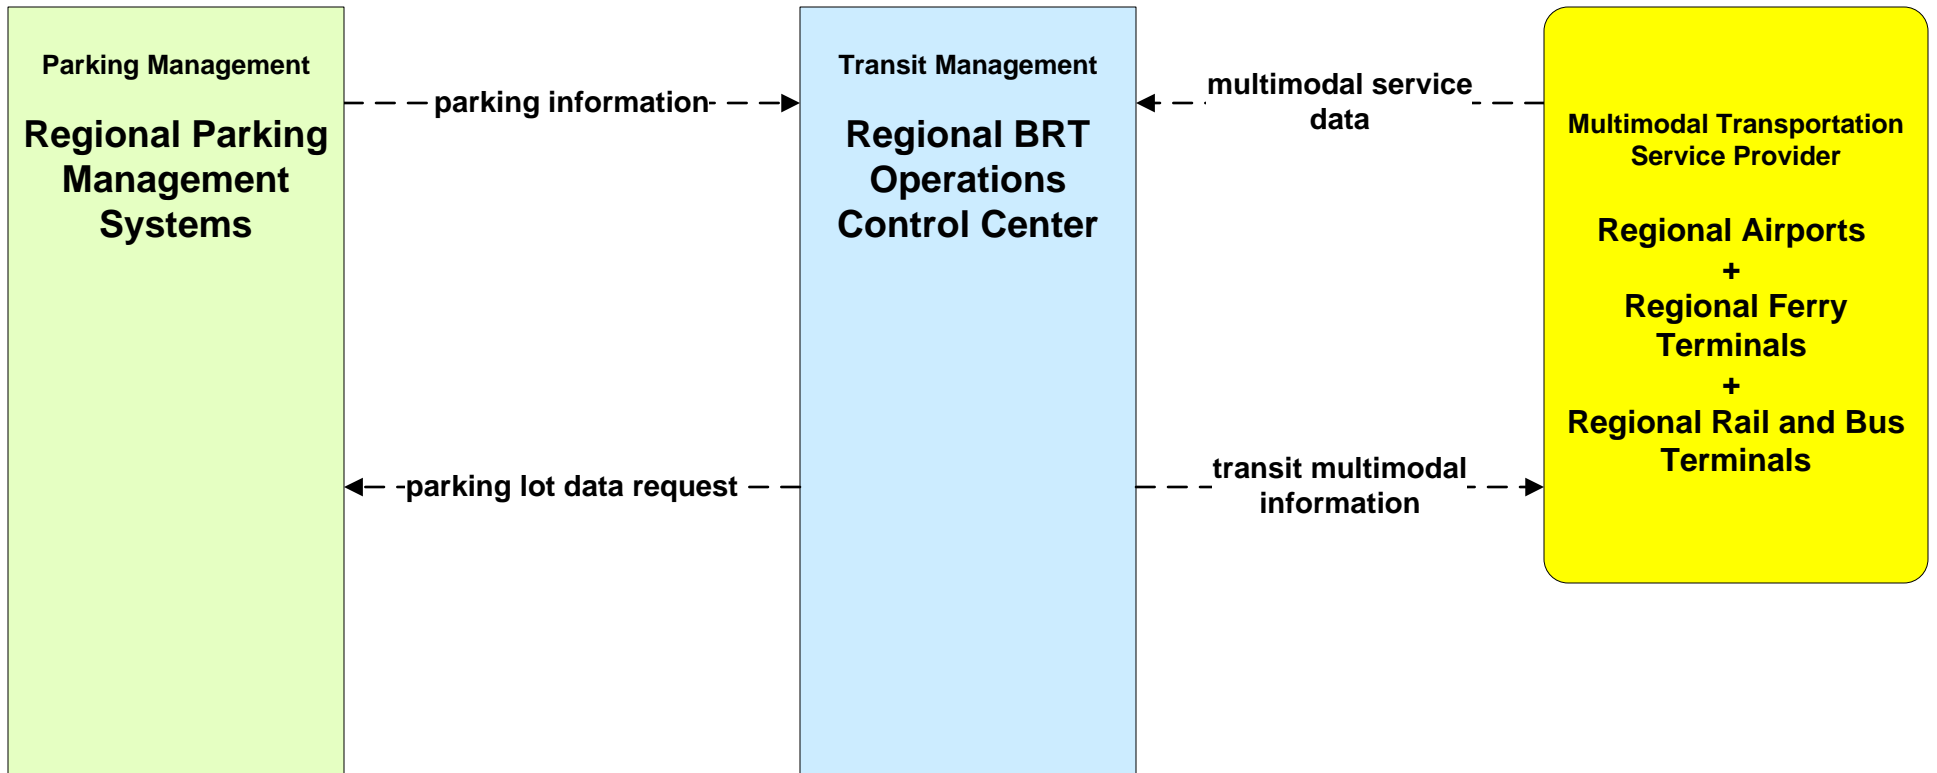 Parking Management
Regional Parking
Management
Systems
parking information
parking lot data request
Transit Management
Regional BRT
Operations
Control Center
multimodal service
data
transit multimodal
information
Multimodal Transportation
Service Provider
Regional Airports
+
Regional Ferry
Terminals
+
Regional Rail and Bus
Terminals